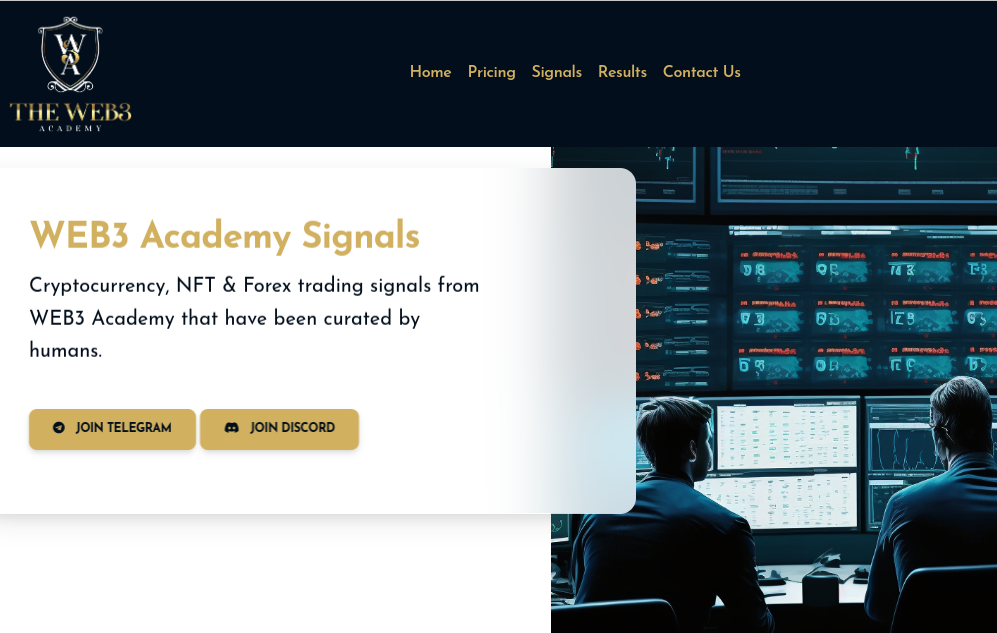 W
A
THE WEB3
ACADEMY
Home Pricing Signals Results Contact Us
WEB3 Academy Signals
Cryptocurrency, NFT & Forex trading signals from
WEB3 Academy that have been curated by
humans.
JOIN TELEGRAM JOIN DISCORD